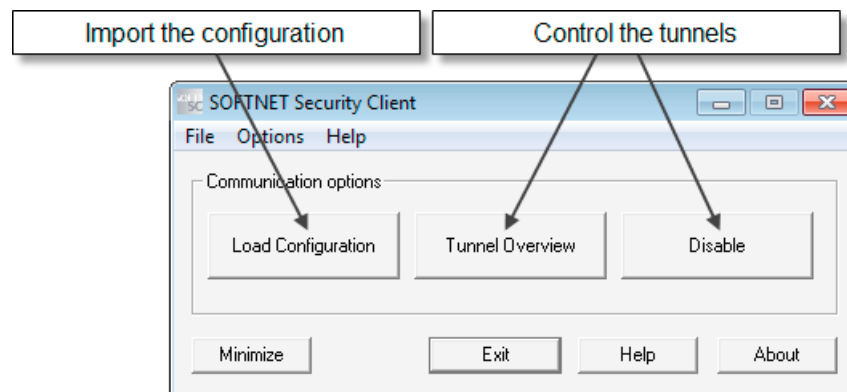 Import the configuration
Control the tunnels
SC SOFTNET Security Client
File Options Help
Communication options
Load Configuration
Tunnel Overview
Disable
Minimize
Exit
Help
About